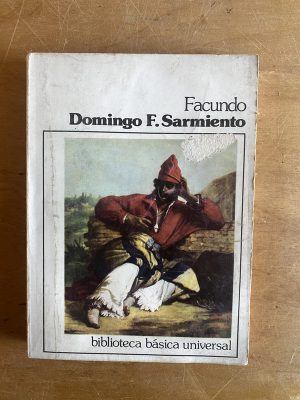 Facundo
Domingo F. Sarmiento
biblioteca básica universal